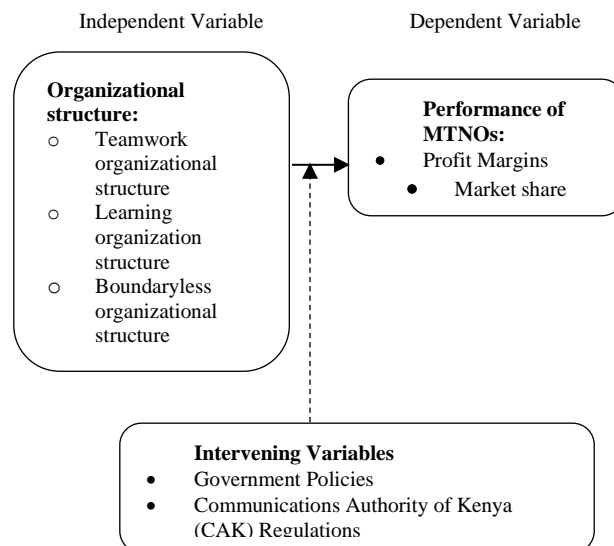 Independent Variable
Dependent Variable
Organizational
structure:
o Teamwork
organizational
structure
o Learning
organization
structure
o Boundaryless
organizational
structure
Performance of
MTNOs:
• Profit Margins
• Market share
Intervening Variables
• Government Policies
• Communications Authority of Kenya
(CAK) Regulations